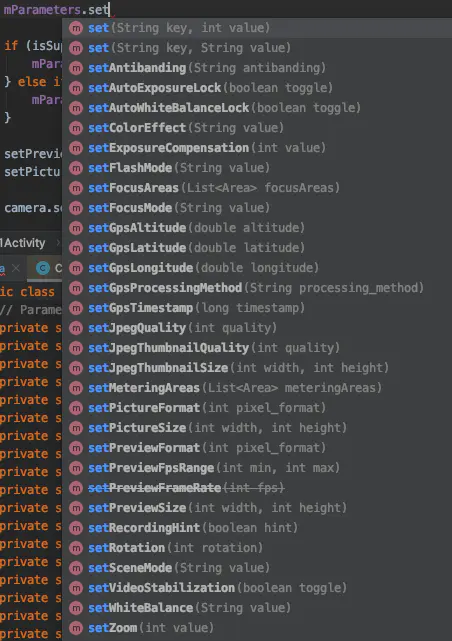 mParameters.set
m set(String key, int value)
m set(String key, String value)
if (isSu
m setAntibanding(String antibanding)
mPara
m setAutoExposureLock(boolean toggle)
} else i
m setAutoWhiteBalanceLock(boolean toggle)
mPara
m setColorEffect(String value)
}
m setExposureCompensation(int value)
setPrevie
m setFlashMode(String value)
setPictur
m setFocusAreas(List<Area> focusAreas)
m setFocusMode(String value)
camera.se
m setGpsAltitude(double altitude)
1Activity
m setGpsLatitude(double latitude)
a
C
C
m setGpsLongitude(double longitude)
ic class
m setGpsProcessingMethod(String processing_method)
// Parame
m setGpsTimestamp(long timestamp)
private s
m setJpegQuality(int quality)
private s
m setJpegThumbnailQuality(int quality)
private s
m setJpegThumbnailSize(int width, int height)
private s
m setMeteringAreas(List<Area> meteringAreas)
private s
m setPictureFormat(int pixel_format)
private s
m setPictureSize(int width, int height)
private s
m setPreviewFormat(int pixel_format)
private s
m setPreviewFpsRange(int min, int max)
private s
m setPreviewFrameRate(int fps)
private s
m setPreviewSize(int width, int height)
private s
m setRecordingHint(boolean hint)
private s
m setRotation(int rotation)
private s
m setSceneMode(String value)
private s
m setVideoStabilization(boolean toggle)
private s
m setWhiteBalance(String value)
private s
m setZoom(int value)
private s